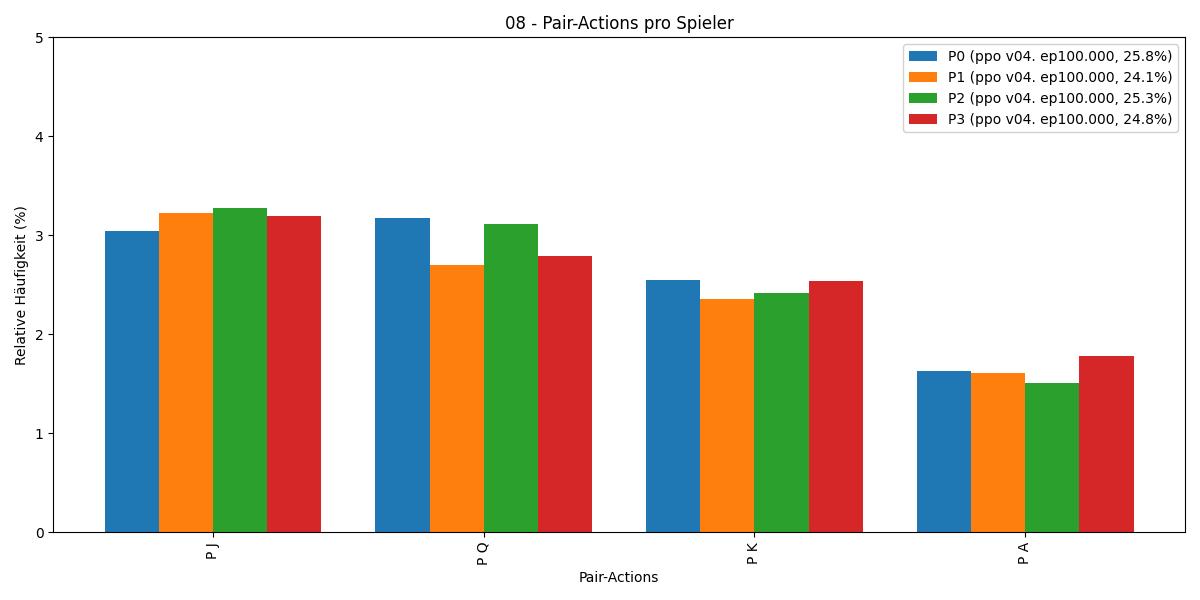 08 - Pair-Actions pro Spieler
P0 (ppo v04. ep100.000, 25.8%)
P1 (ppo v04. ep100.000, 24.1%)
P2 (ppo v04. ep100.000, 25.3%)
P3 (ppo v04. ep100.000, 24.8%)
Relative Häufigkeit (%)
5
4
3
2
1
0
P J
P Q
P K
P A
Pair-Actions